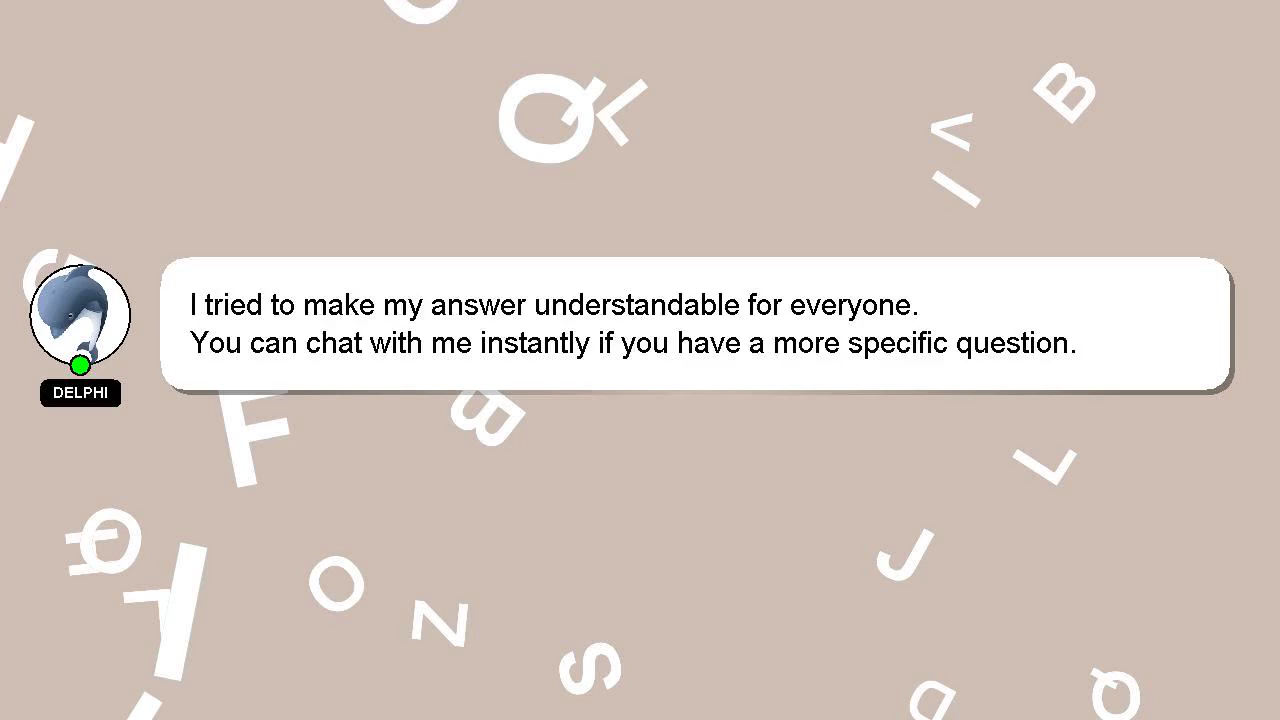 I tried to make my answer understandable for everyone.
You can chat with me instantly if you have a more specific question.
DELPHI